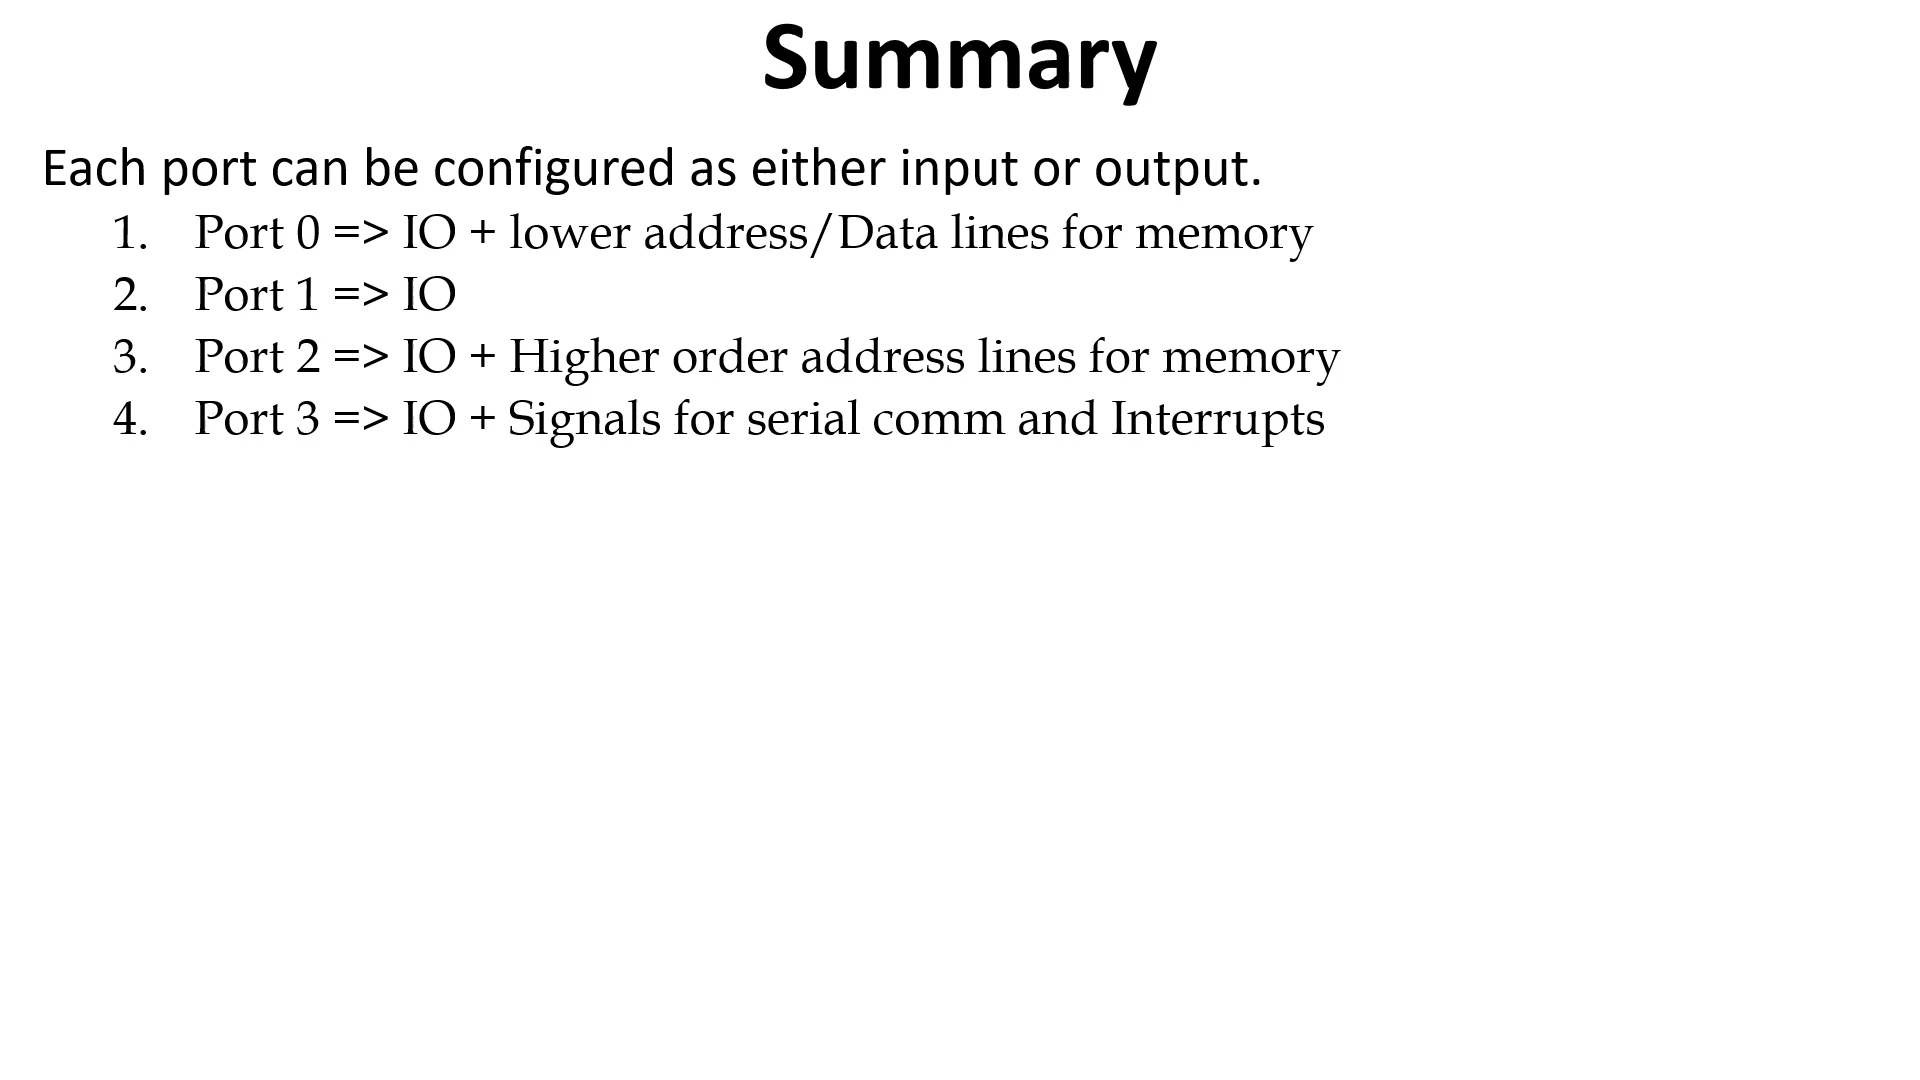 Summary
Each port can be configured as either input or output.
1. Port 0 => IO + lower address/Data lines for memory
2. Port 1 => IO
3. Port 2 => IO + Higher order address lines for memory
4. Port 3 => IO + Signals for serial comm and Interrupts